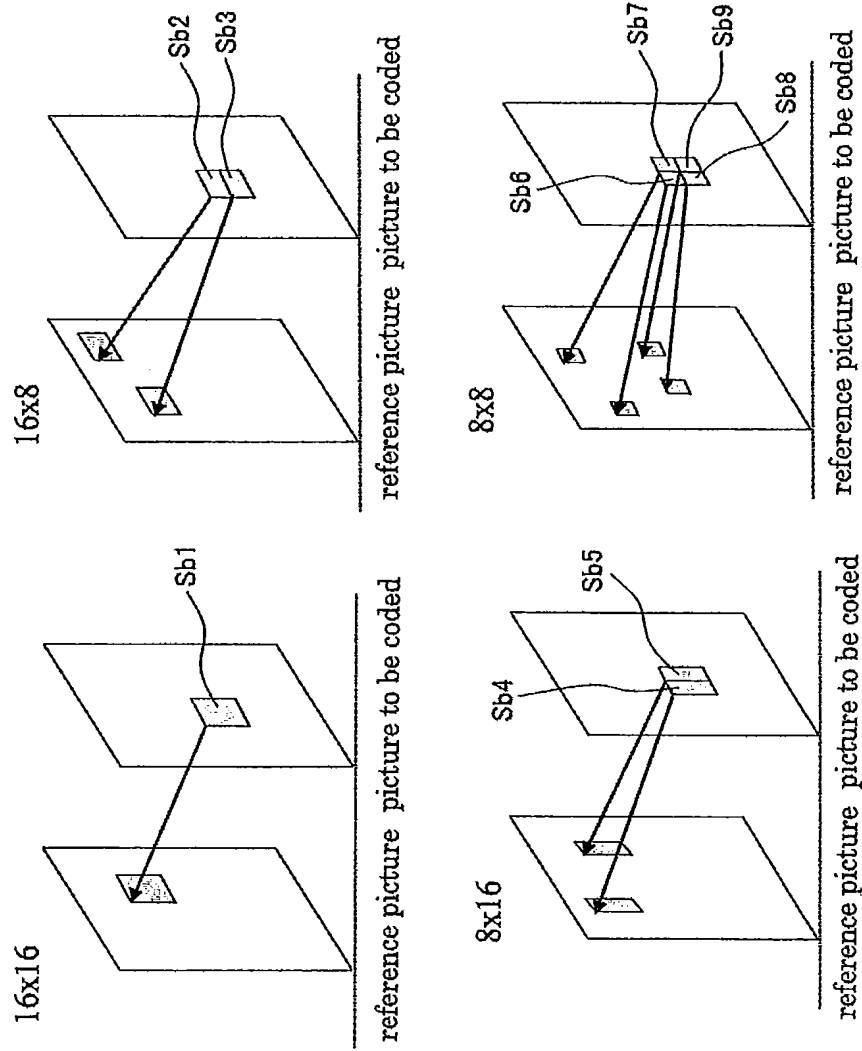 16x16
Sb1
reference picture picture to be coded
16x8
Sb2
Sb3
reference picture picture to be coded
8x16
Sb4
Sb5
reference picture picture to be coded
8x8
Sb6
Sb7
Sb9
Sb8
reference picture picture to be coded